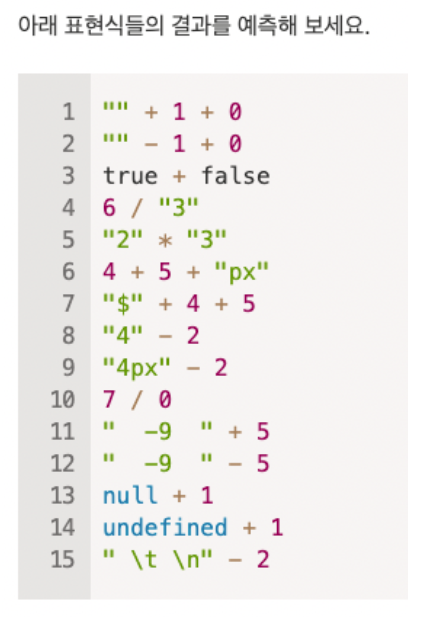 아래 표현식들의 결과를 예측해 보세요.
1 "" + 1 + 0
2 "" - 1 + 0
3 true + false
4 6 / "3"
5 "2" * "3"
6 4 + 5 + "px"
7 "$" + 4 + 5
8 "4" - 2
9 "4px" - 2
10 7 / 0
11 "  -9  " + 5
12 "  -9  " - 5
13 null + 1
14 undefined + 1
15 " \t \n" - 2